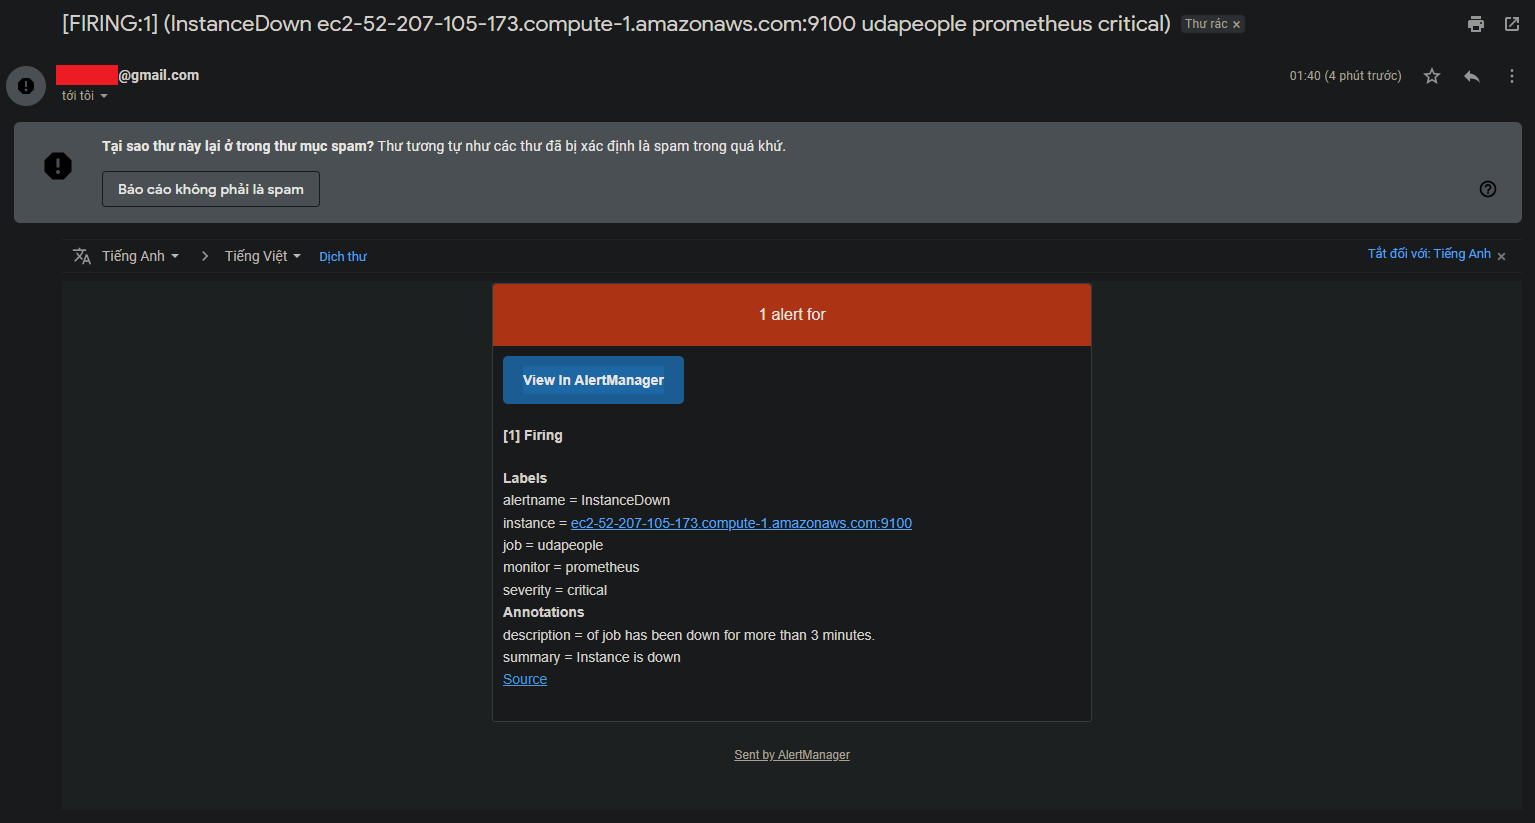 [FIRING:1] (InstanceDown ec2-52-207-105-173.compute-1.amazonaws.com:9100 udapeople prometheus critical) Thư rác ×
@gmail.com 01:40 (4 phút trước)
tới tôi
Tại sao thư này lại ở trong thư mục spam? Thư tương tự như các thư đã bị xác định là spam trong quá khứ.
Báo cáo không phải là spam
Tiếng Anh > Tiếng Việt Dịch thư Tắt đối với: Tiếng Anh ×
1 alert for
View In AlertManager
[1] Firing
Labels
alertname = InstanceDown
instance = ec2-52-207-105-173.compute-1.amazonaws.com:9100
job = udapeople
monitor = prometheus
severity = critical
Annotations
description = of job has been down for more than 3 minutes.
summary = Instance is down
Source
Sent by AlertManager